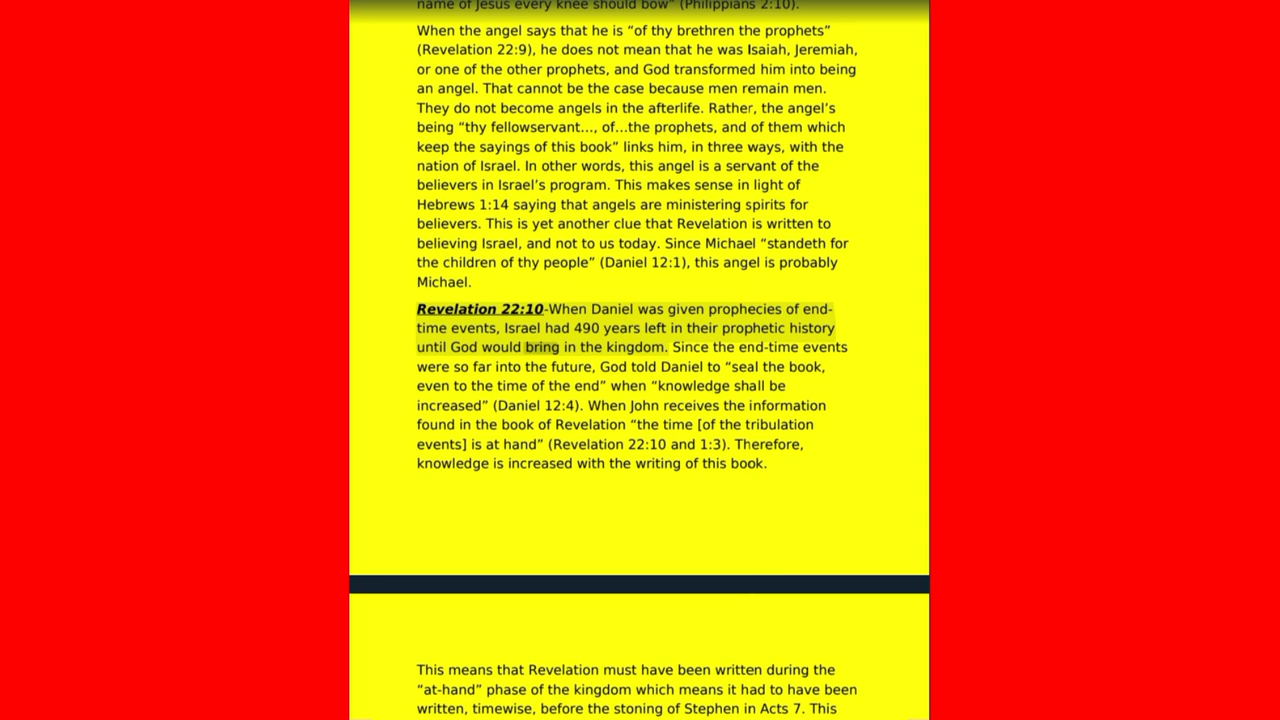 name of Jesus every knee should bow” (Philippians 2:10).
When the angel says that he is “of thy brethren the prophets”
(Revelation 22:9), he does not mean that he was Isaiah, Jeremiah,
or one of the other prophets, and God transformed him into being
an angel. That cannot be the case because men remain men.
They do not become angels in the afterlife. Rather, the angel’s
being “thy fellowservant…, of…the prophets, and of them which
keep the sayings of this book” links him, in three ways, with the
nation of Israel. In other words, this angel is a servant of the
believers in Israel’s program. This makes sense in light of
Hebrews 1:14 saying that angels are ministering spirits for
believers. This is yet another clue that Revelation is written to
believing Israel, and not to us today. Since Michael “standeth for
the children of thy people” (Daniel 12:1), this angel is probably
Michael.
Revelation 22:10-When Daniel was given prophecies of end-
time events, Israel had 490 years left in their prophetic history
until God would bring in the kingdom. Since the end-time events
were so far into the future, God told Daniel to “seal the book,
even to the time of the end” when “knowledge shall be
increased” (Daniel 12:4). When John receives the information
found in the book of Revelation “the time [of the tribulation
events] is at hand” (Revelation 22:10 and 1:3). Therefore,
knowledge is increased with the writing of this book.
This means that Revelation must have been written during the
“at-hand” phase of the kingdom which means it had to have been
written, timewise, before the stoning of Stephen in Acts 7. This